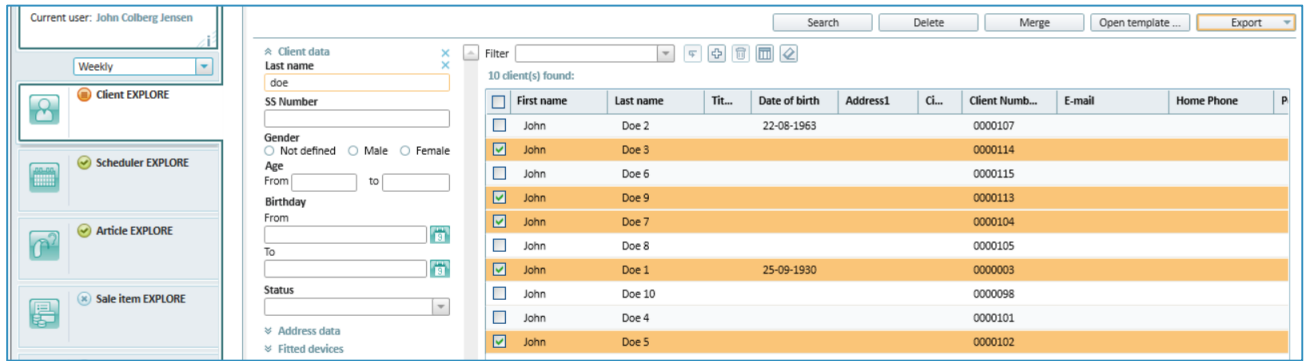 Current user: John Colberg Jensen
Weekly
Client EXPLORE
Scheduler EXPLORE
Article EXPLORE
Sale item EXPLORE
Search Delete Merge Open template ... Export
Client data
Last name
doe
SS Number
Gender
Not defined Male Female
Age
From to
Birthday
From
To
Status
Address data
Fitted devices
Filter
10 client(s) found:
First name Last name Tit... Date of birth Address1 Ci... Client Numb... E-mail Home Phone P
John Doe 2 22-08-1963 0000107
John Doe 3 0000114
John Doe 6 0000115
John Doe 9 0000113
John Doe 7 0000104
John Doe 8 0000105
John Doe 1 25-09-1930 0000003
John Doe 10 0000098
John Doe 4 0000101
John Doe 5 0000102